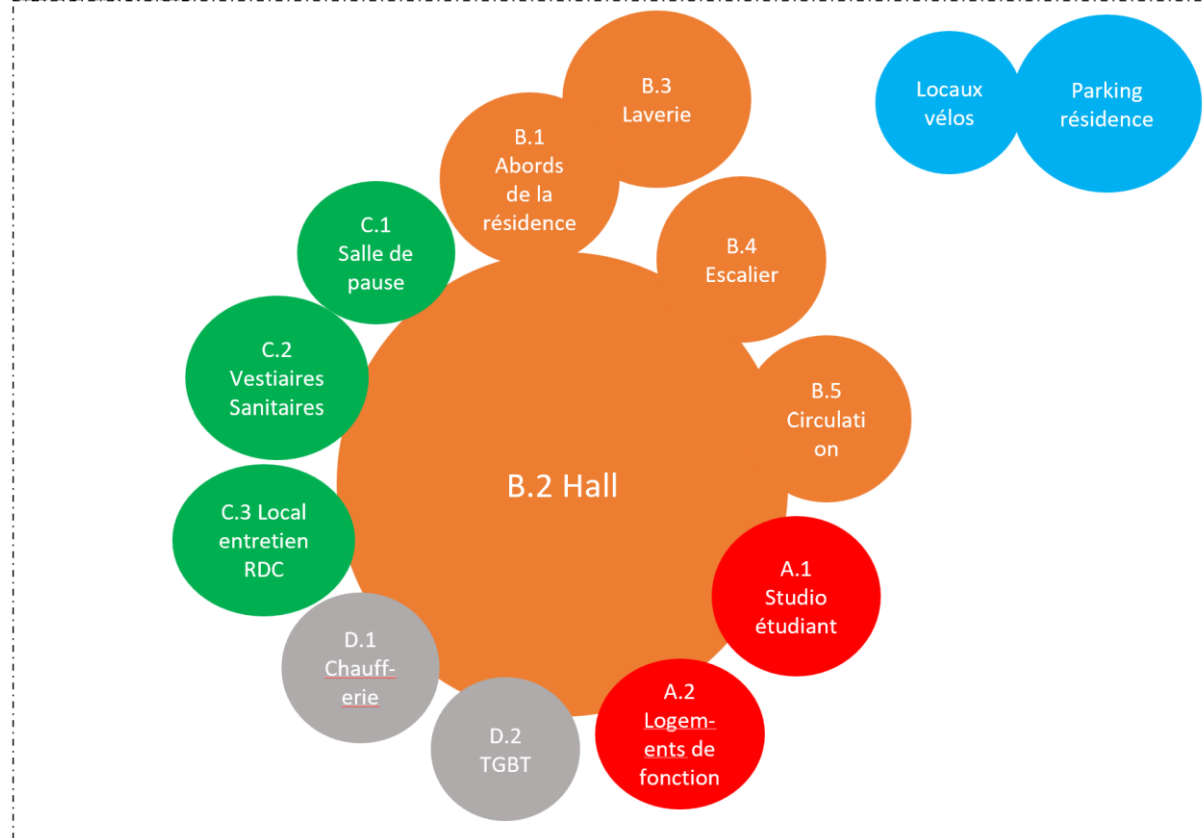 B.3
Laverie
Locaux
vélos
Parking
résidence
B.1
Abords
de la
résidence
C.1
Salle de
pause
B.4
Escalier
C.2
Vestiaires
Sanitaires
B.5
Circulati
on
B.2 Hall
C.3 Local
entretien
RDC
A.1
Studio
étudiant
D.1
Chauff-
erie
A.2
Logem-
ents de
fonction
D.2
TGBT